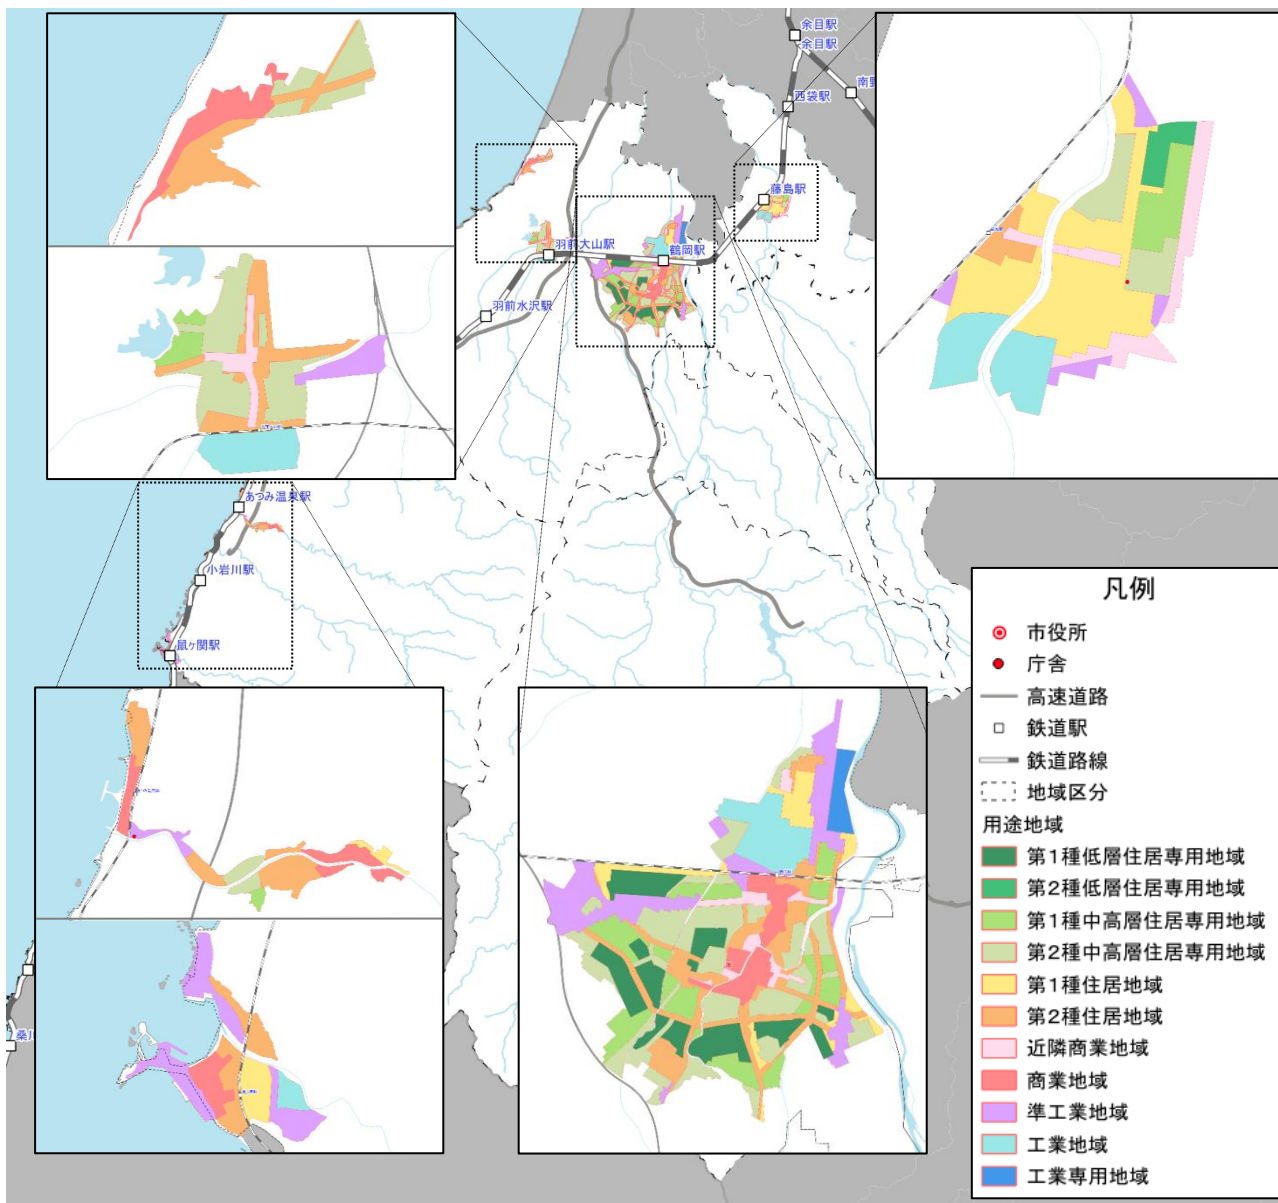 余目駅
余目駅
南野
西袋駅
藤島駅
羽前大山駅
鶴岡駅
羽前水沢駅
あつみ温泉駅
小岩川駅
鼠ヶ関駅
桑川
凡例
市役所
庁舎
高速道路
鉄道駅
鉄道路線
地域区分
用途地域
第1種低層住居専用地域
第2種低層住居専用地域
第1種中高層住居専用地域
第2種中高層住居専用地域
第1種住居地域
第2種住居地域
近隣商業地域
商業地域
準工業地域
工業地域
工業専用地域